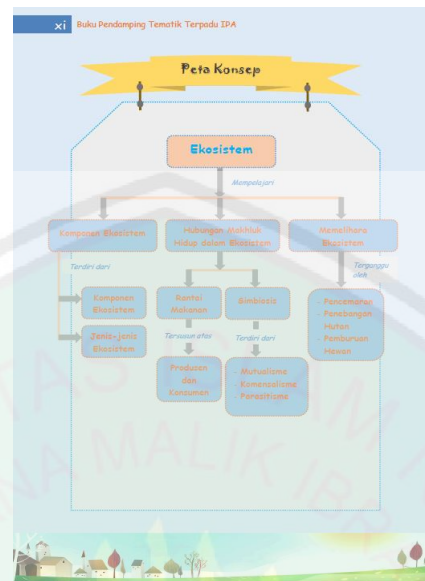 xi Buku Pendamping Tematik Terpadu IPA
Peta Konsep
Ekosistem
Mempelajari
Komponen Ekosistem
Hubungan Makhluk
Hidup dalam Ekosistem
Memelihara
Ekosistem
Terdiri dari
Terganggu
oleh
Komponen
Ekosistem
Rantai
Makanan
Simbiosis
- Pencemaran
- Penebangan
Hutan
- Pemburuan
Hewan
Jenis-jenis
Ekosistem
Tersusun atas
Terdiri dari
Produsen
dan
Konsumen
- Mutualisme
- Komensalisme
- Parasitisme
MALIK